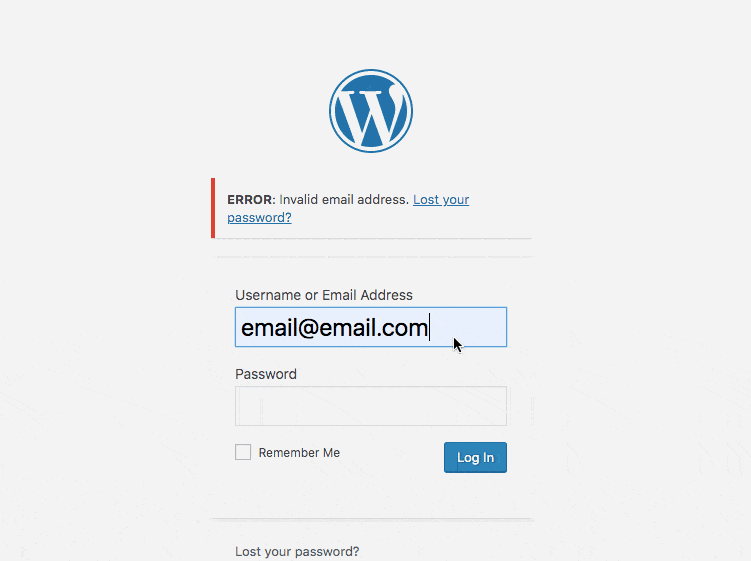 ERROR: Invalid email address. Lost your
password?
Username or Email Address
email@email.com
Password
Remember Me
Log In
Lost your password?